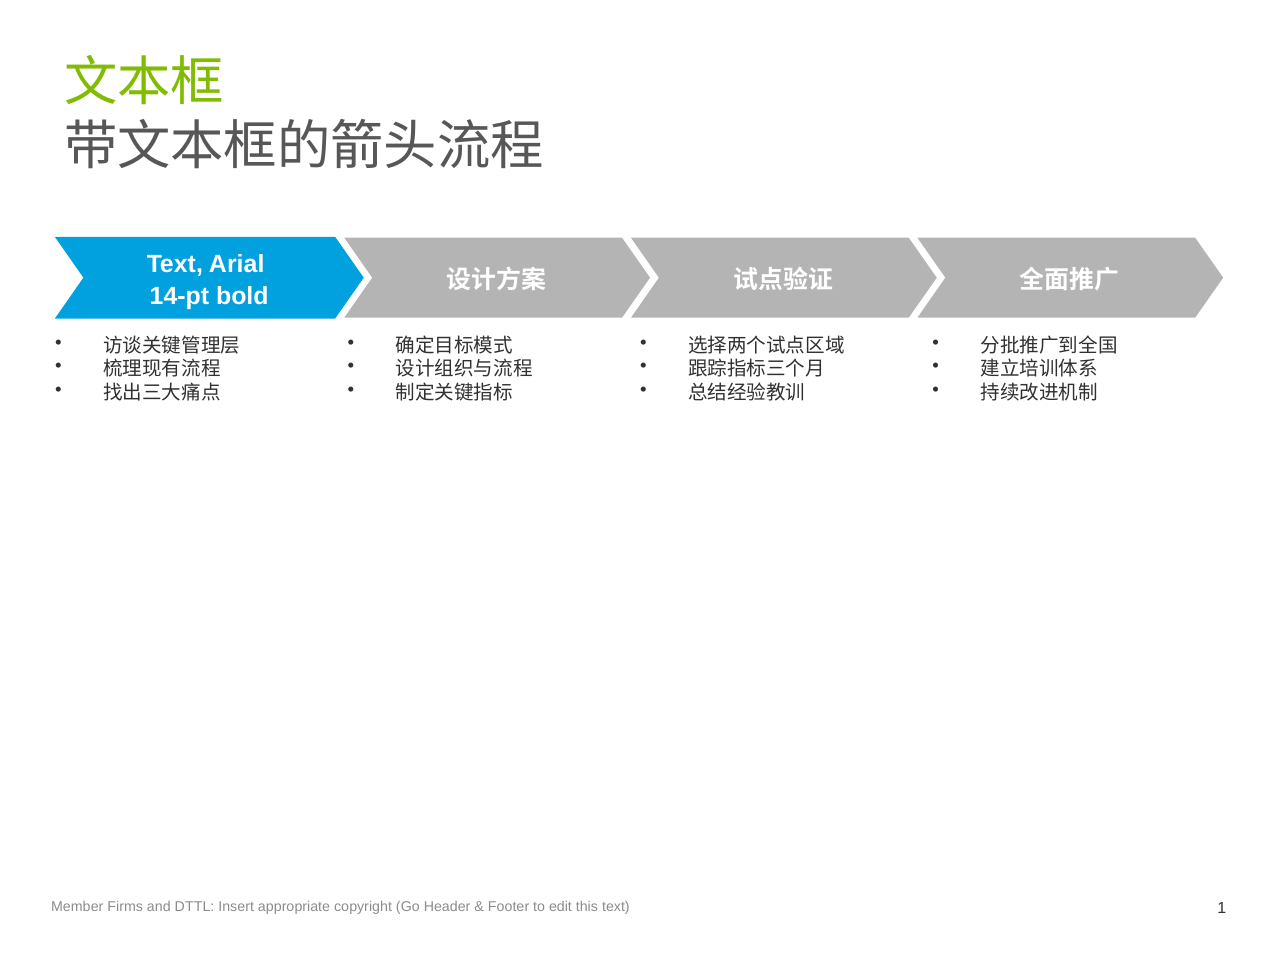 文本框
带文本框的箭头流程
Text, Arial
14-pt bold
设计方案
试点验证
全面推广
• 访谈关键管理层
• 梳理现有流程
• 找出三大痛点
• 确定目标模式
• 设计组织与流程
• 制定关键指标
• 选择两个试点区域
• 跟踪指标三个月
• 总结经验教训
• 分批推广到全国
• 建立培训体系
• 持续改进机制
Member Firms and DTTL: Insert appropriate copyright (Go Header & Footer to edit this text)
1